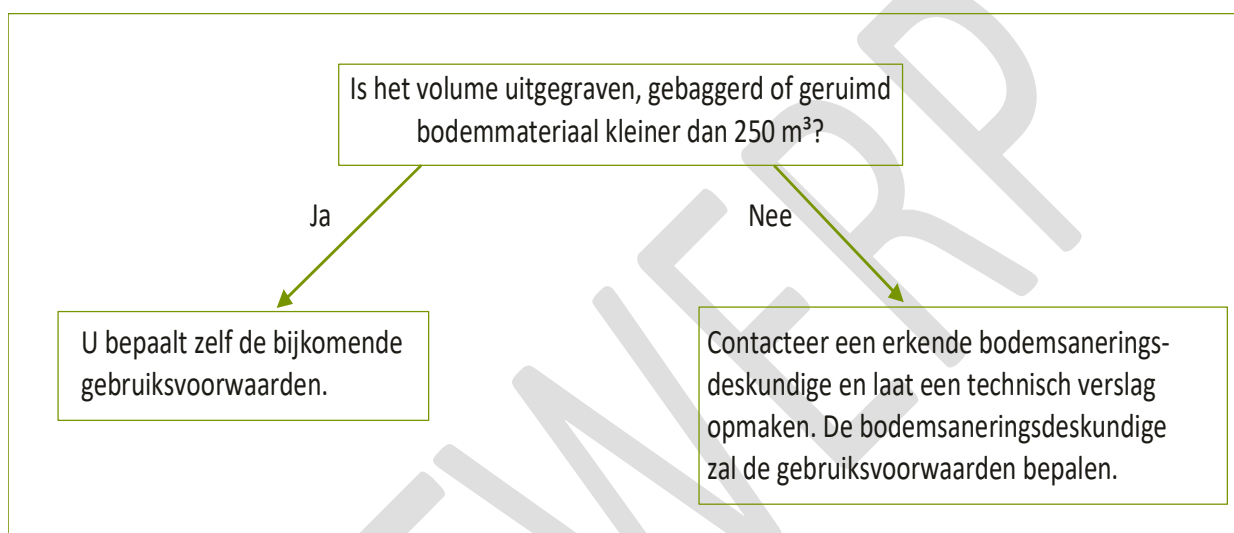 Is het volume uitgegraven, gebaggerd of geruimd
bodemmateriaal kleiner dan 250 m³?
Ja
Nee
U bepaalt zelf de bijkomende
gebruiksvoorwaarden.
Contacteer een erkende bodemsanerings-
deskundige en laat een technisch verslag
opmaken. De bodemsaneringsdeskundige
zal de gebruiksvoorwaarden bepalen.
WERP